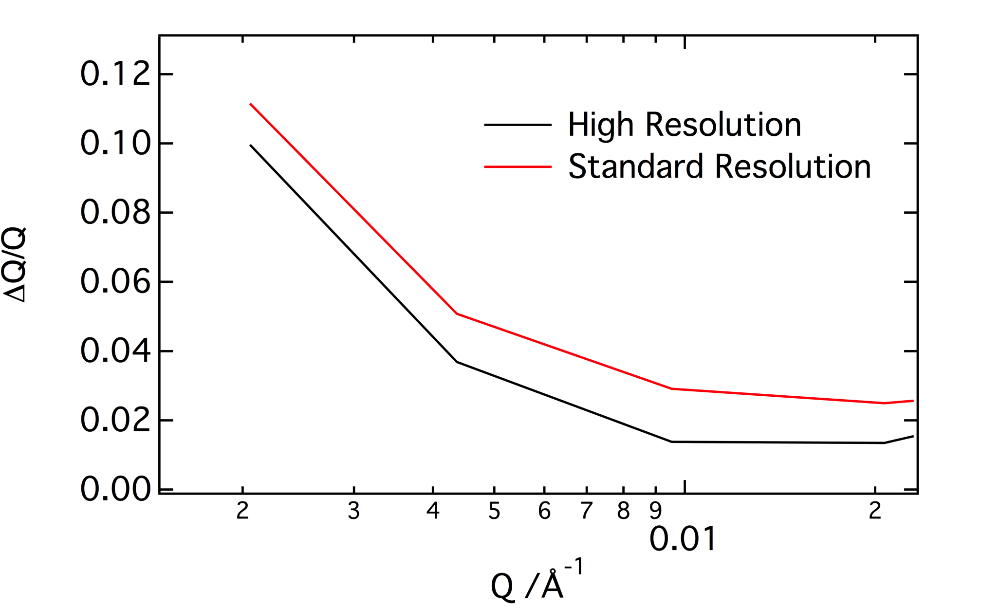 0.12
0.10
0.08
0.06
0.04
0.02
0.00
ΔQ/Q
High Resolution
Standard Resolution
2 3 4 5 6 7 8 9 2
0.01
Q /Å-1